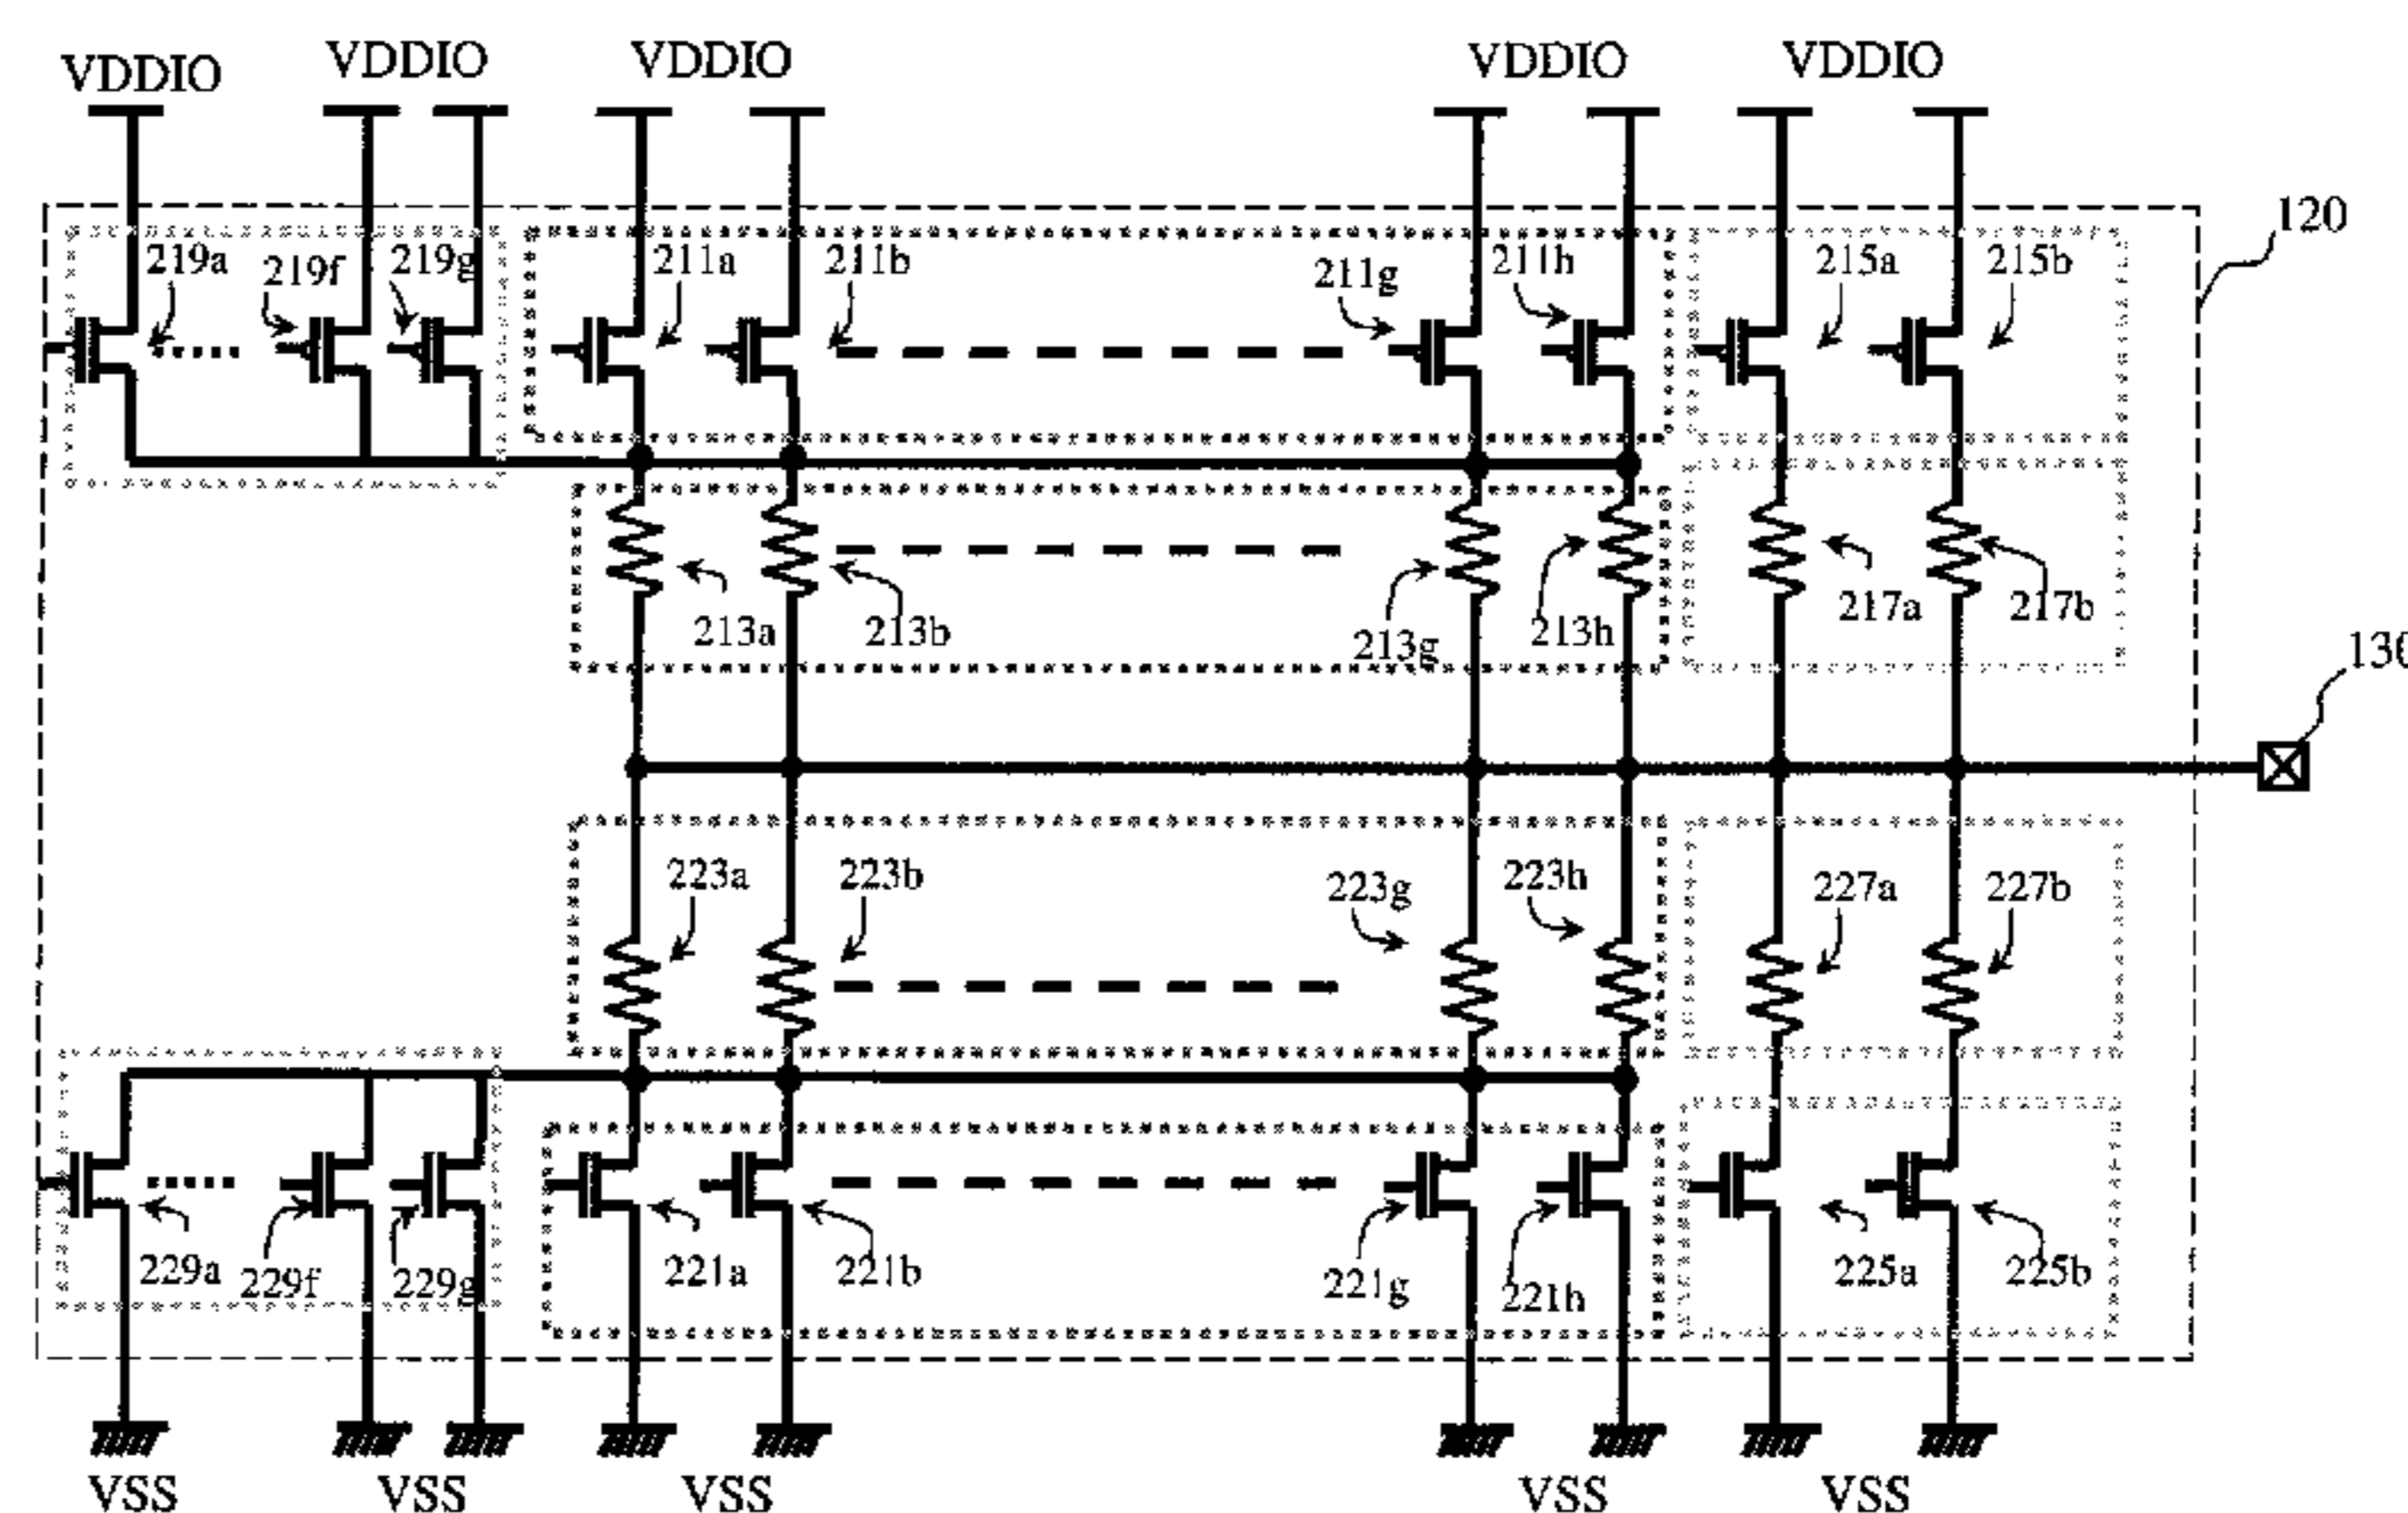 VDDIO VDDIO VDDIO VDDIO VDDIO
120
219a 219f 219g 211a 211b 211g 211h 215a 215b
213a 213b 213g 213h 217a 217b
130
223a 223b 223g 223h 227a 227b
229a 229f 229g 221a 221b 221g 221h 225a 225b
VSS VSS VSS VSS VSS